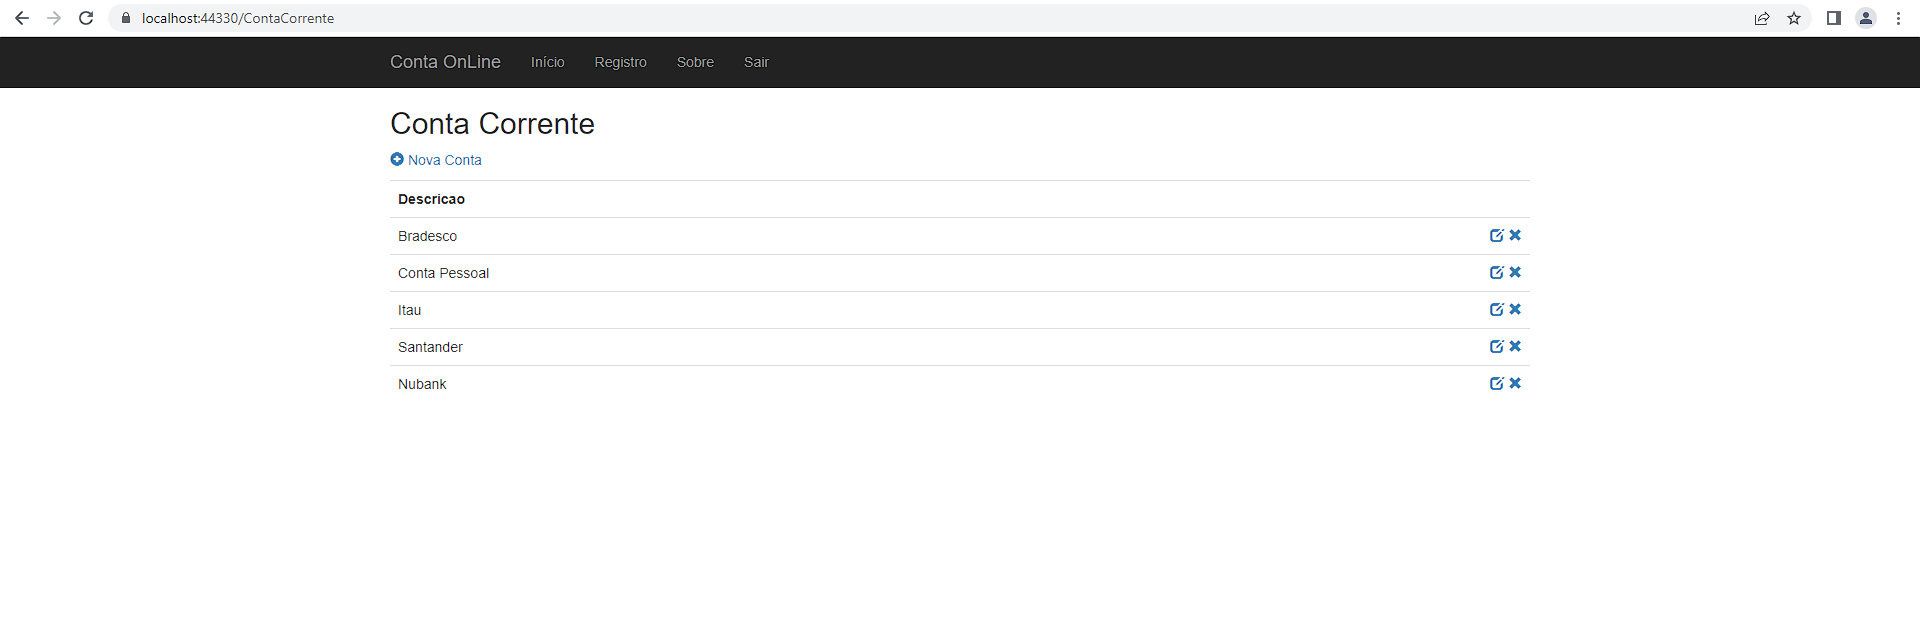 localhost:44330/ContaCorrente
Conta OnLine Início Registro Sobre Sair
Conta Corrente
Nova Conta
Descricao
Bradesco
Conta Pessoal
Itau
Santander
Nubank